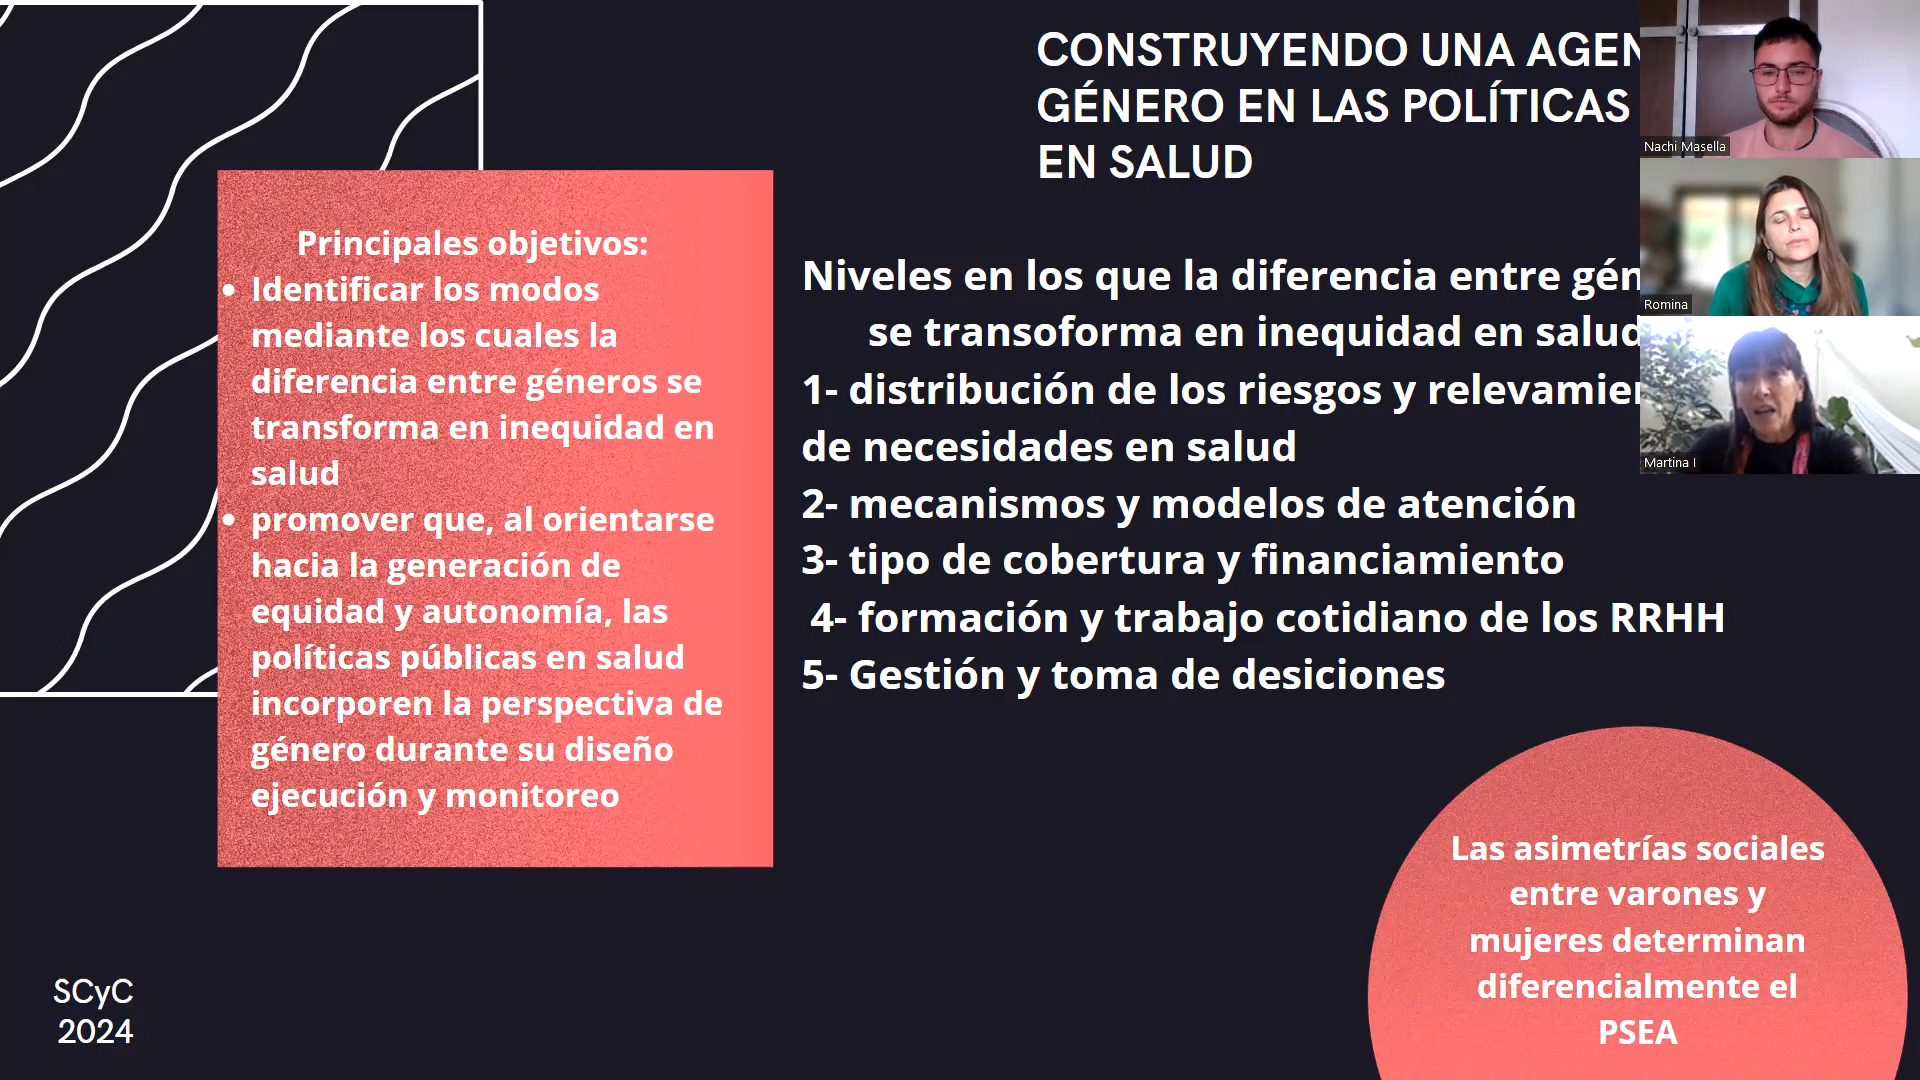 CONSTRUYENDO UNA AGEN
GÉNERO EN LAS POLÍTICAS
EN SALUD
Principales objetivos:
• Identificar los modos
mediante los cuales la
diferencia entre géneros se
transforma en inequidad en
salud
• promover que, al orientarse
hacia la generación de
equidad y autonomía, las
políticas públicas en salud
incorporen la perspectiva de
género durante su diseño
ejecución y monitoreo
Niveles en los que la diferencia entre gén
se transoforma en inequidad en salud
1- distribución de los riesgos y relevamien
de necesidades en salud
2- mecanismos y modelos de atención
3- tipo de cobertura y financiamiento
4- formación y trabajo cotidiano de los RRHH
5- Gestión y toma de desiciones
Las asimetrías sociales
entre varones y
mujeres determinan
diferencialmente el
PSEA
SCyC
2024
Nachi Masella
Romina
Martina I